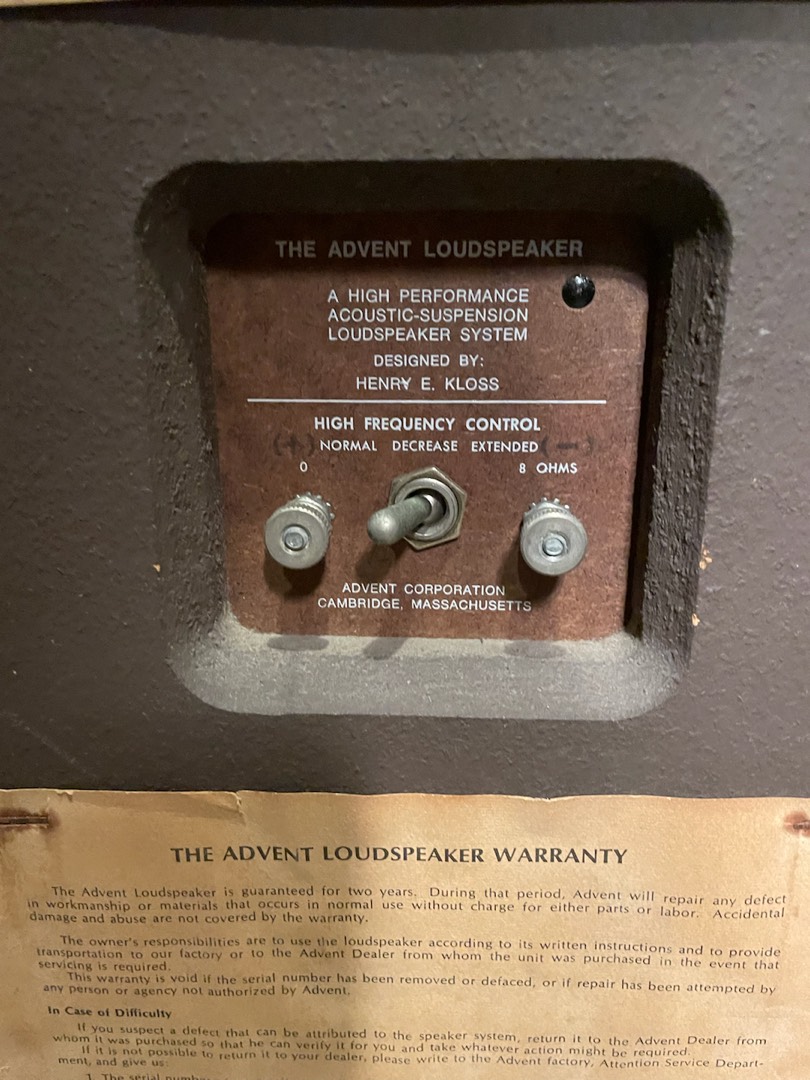 THE ADVENT LOUDSPEAKER
A HIGH PERFORMANCE
ACOUSTIC-SUSPENSION
LOUDSPEAKER SYSTEM
DESIGNED BY:
HENRY E. KLOSS
HIGH FREQUENCY CONTROL
(+) NORMAL DECREASE EXTENDED (-)
0 8 OHMS
ADVENT CORPORATION
CAMBRIDGE, MASSACHUSETTS
THE ADVENT LOUDSPEAKER WARRANTY
The Advent Loudspeaker is guaranteed for two years. During that period, Advent will repair any defect
in workmanship or materials that occurs in normal use without charge for either parts or labor. Accidental
damage and abuse are not covered by the warranty.
The owner's responsibilities are to use the loudspeaker according to its written instructions and to provide
transportation to our factory or to the Advent Dealer from whom the unit was purchased in the event that
servicing is required.
This warranty is void if the serial number has been removed or defaced, or if repair has been attempted by
any person or agency not authorized by Advent.
In Case of Difficulty
If you suspect a defect that can be attributed to the speaker system, return it to the Advent Dealer from
whom it was purchased so that he can verify it for you and take whatever action might be required.
If it is not possible to return it to your dealer, please write to the Advent factory, Attention Service Depart-
ment, and give us:
1. The serial